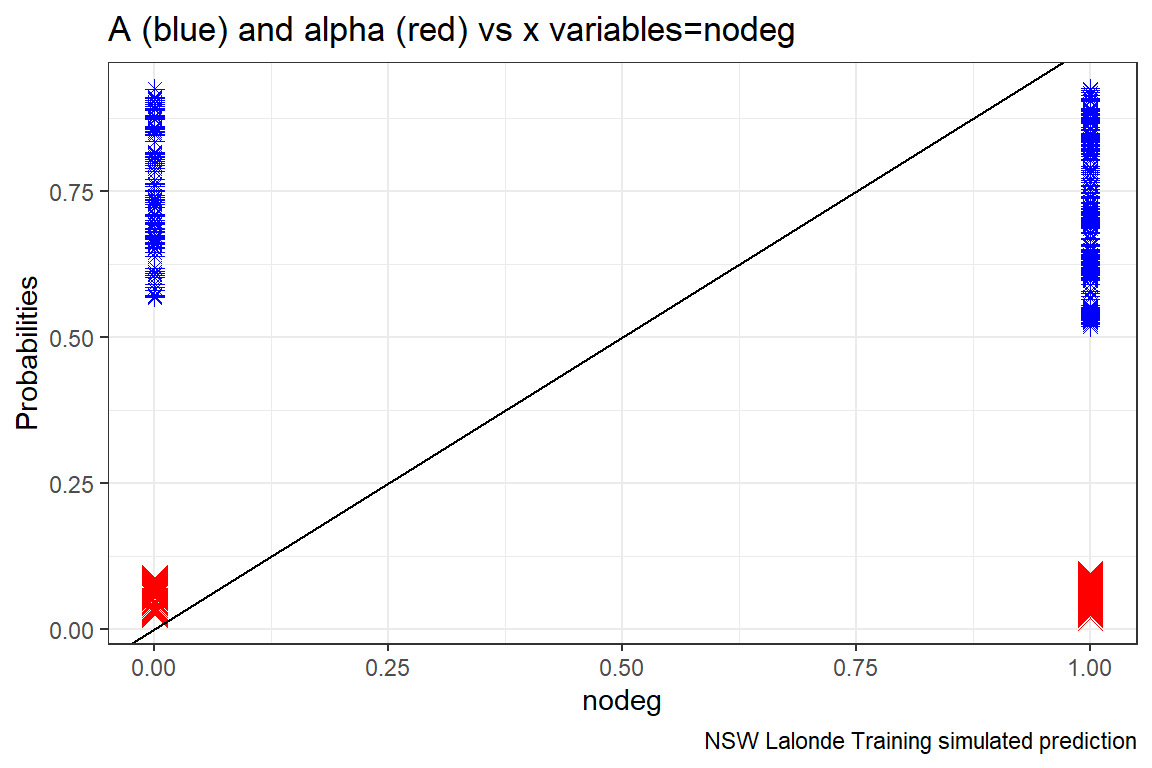 A (blue) and alpha (red) vs x variables=nodeg
Probabilities
0.75
0.50
0.25
0.00
0.00 0.25 0.50 0.75 1.00
nodeg
NSW Lalonde Training simulated prediction